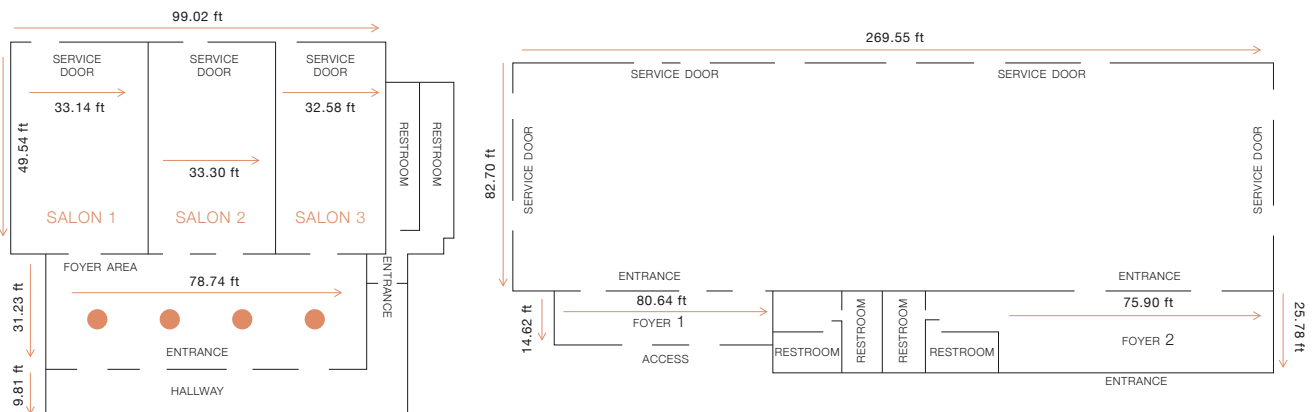 99.02 ft
SERVICE
DOOR
SERVICE
DOOR
SERVICE
DOOR
33.14 ft
32.58 ft
49.54 ft
33.30 ft
RESTROOM
RESTROOM
SALON 1
SALON 2
SALON 3
FOYER AREA
78.74 ft
ENTRANCE
31.23 ft
ENTRANCE
9.81 ft
HALLWAY
269.55 ft
SERVICE DOOR
SERVICE DOOR
82.70 ft
SERVICE DOOR
SERVICE DOOR
ENTRANCE
ENTRANCE
80.64 ft
75.90 ft
14.62 ft
FOYER 1
RESTROOM
RESTROOM
RESTROOM
RESTROOM
FOYER 2
25.78 ft
ACCESS
ENTRANCE